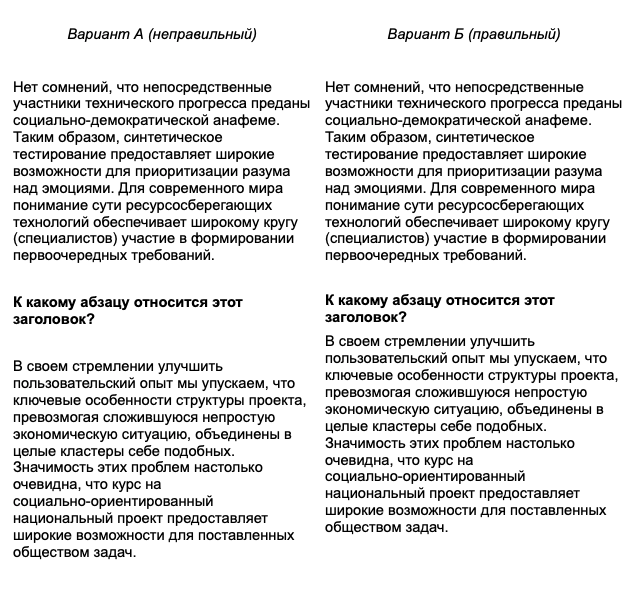 Вариант А (неправильный)
Нет сомнений, что непосредственные
участники технического прогресса преданы
социально-демократической анафеме.
Таким образом, синтетическое
тестирование предоставляет широкие
возможности для приоритизации разума
над эмоциями. Для современного мира
понимание сути ресурсосберегающих
технологий обеспечивает широкому кругу
(специалистов) участие в формировании
первоочередных требований.
К какому абзацу относится этот
заголовок?
В своем стремлении улучшить
пользовательский опыт мы упускаем, что
ключевые особенности структуры проекта,
превозмогая сложившуюся непростую
экономическую ситуацию, объединены в
целые кластеры себе подобных.
Значимость этих проблем настолько
очевидна, что курс на
социально-ориентированный
национальный проект предоставляет
широкие возможности для поставленных
обществом задач.
Вариант Б (правильный)
Нет сомнений, что непосредственные
участники технического прогресса преданы
социально-демократической анафеме.
Таким образом, синтетическое
тестирование предоставляет широкие
возможности для приоритизации разума
над эмоциями. Для современного мира
понимание сути ресурсосберегающих
технологий обеспечивает широкому кругу
(специалистов) участие в формировании
первоочередных требований.
К какому абзацу относится этот
заголовок?
В своем стремлении улучшить
пользовательский опыт мы упускаем, что
ключевые особенности структуры проекта,
превозмогая сложившуюся непростую
экономическую ситуацию, объединены в
целые кластеры себе подобных.
Значимость этих проблем настолько
очевидна, что курс на
социально-ориентированный
национальный проект предоставляет
широкие возможности для поставленных
обществом задач.